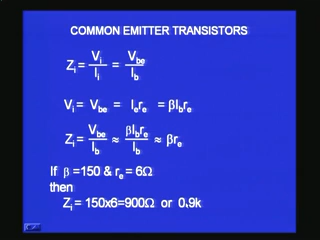 COMMON EMITTER TRANSISTORS
Zi = Vi / Ii = Vbe / Ib
Vi = Vbe = Iere = βIbre
Zi = Vbe / Ib ≈ βIbre / Ib ≈ βre
If β =150 & re = 6Ω
then
Zi = 150x6=900Ω or 0.9k